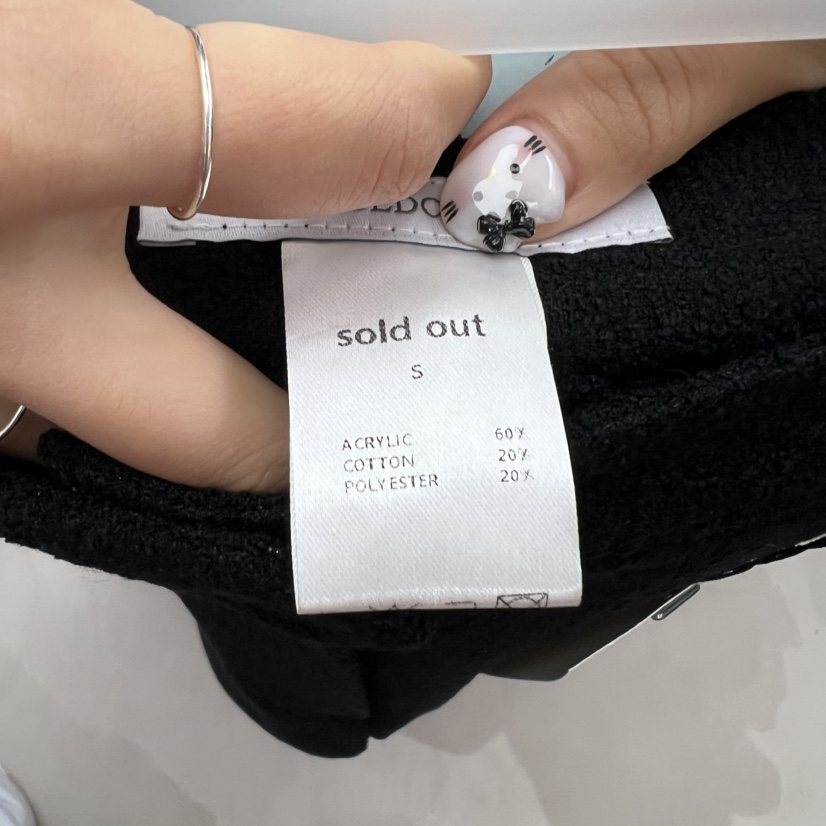 sold out
S
ACRYLIC 60%
COTTON 20%
POLYESTER 20%